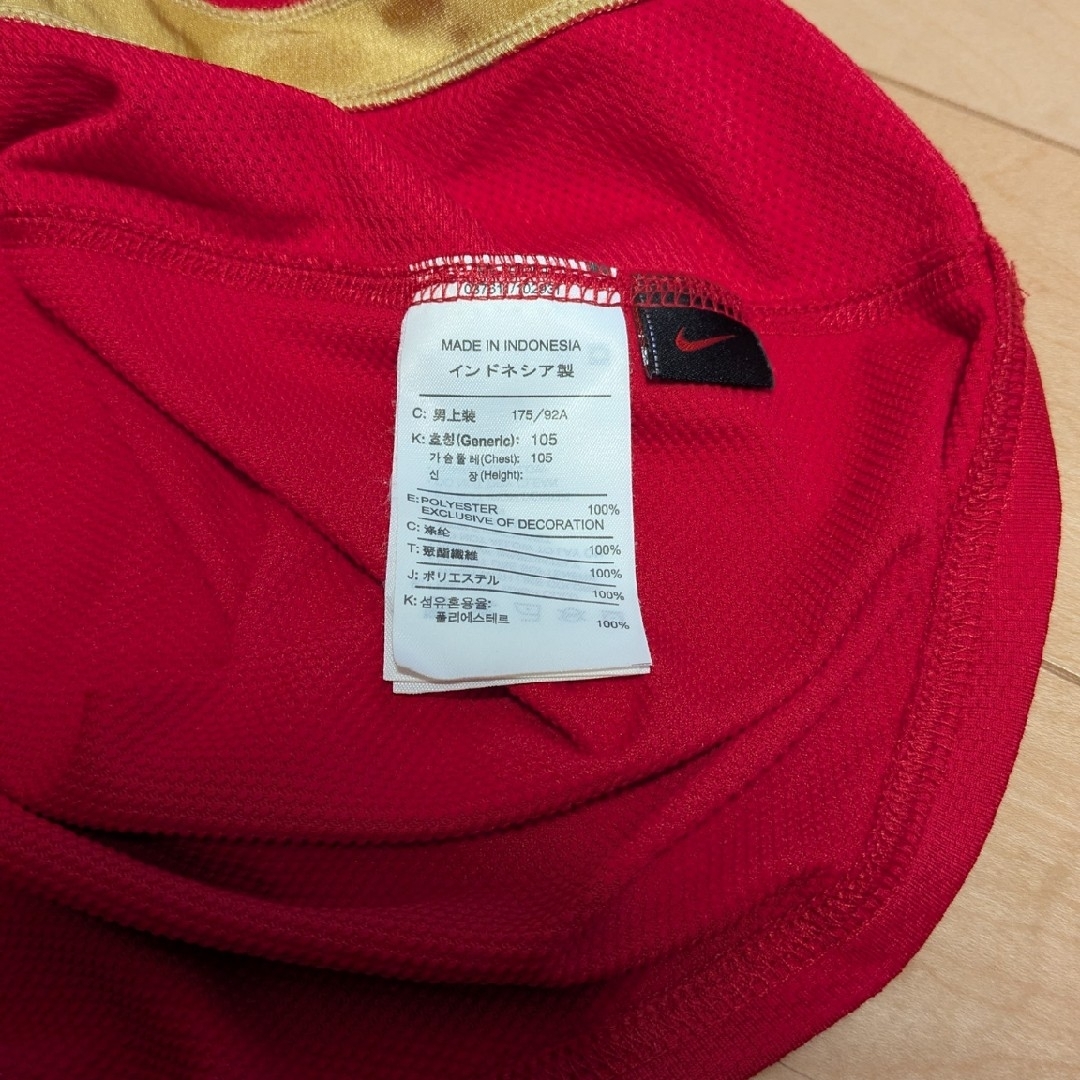 MADE IN INDONESIA
インドネシア製
C: 男上裝 175/92A
K: 호칭(Generic): 105
가슴둘레(Chest): 105
신 장(Height):
E: POLYESTER 100%
EXCLUSIVE OF DECORATION
C: 涤纶 100%
T: 聚酯纖維 100%
J: ポリエステル 100%
K: 섬유혼용율:
폴리에스테르 100%